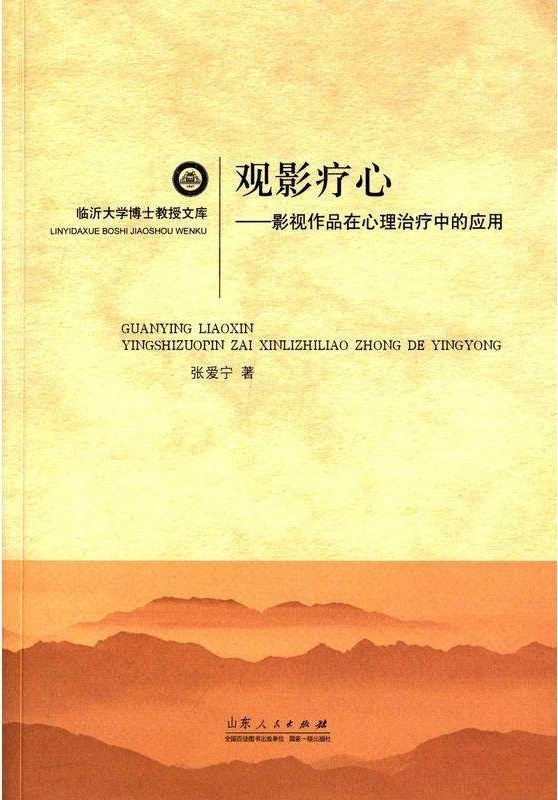 观影疗心
——影视作品在心理治疗中的应用
临沂大学博士教授文库
LINYIDAXUE BOSHI JIAOSHOU WENKU
GUANYING LIAOXIN
YINGSHIZUOPIN ZAI XINLIZHILIAO ZHONG DE YINGYONG
张爱宁 著
山东人民出版社
全国百佳图书出版单位 国家一级出版社